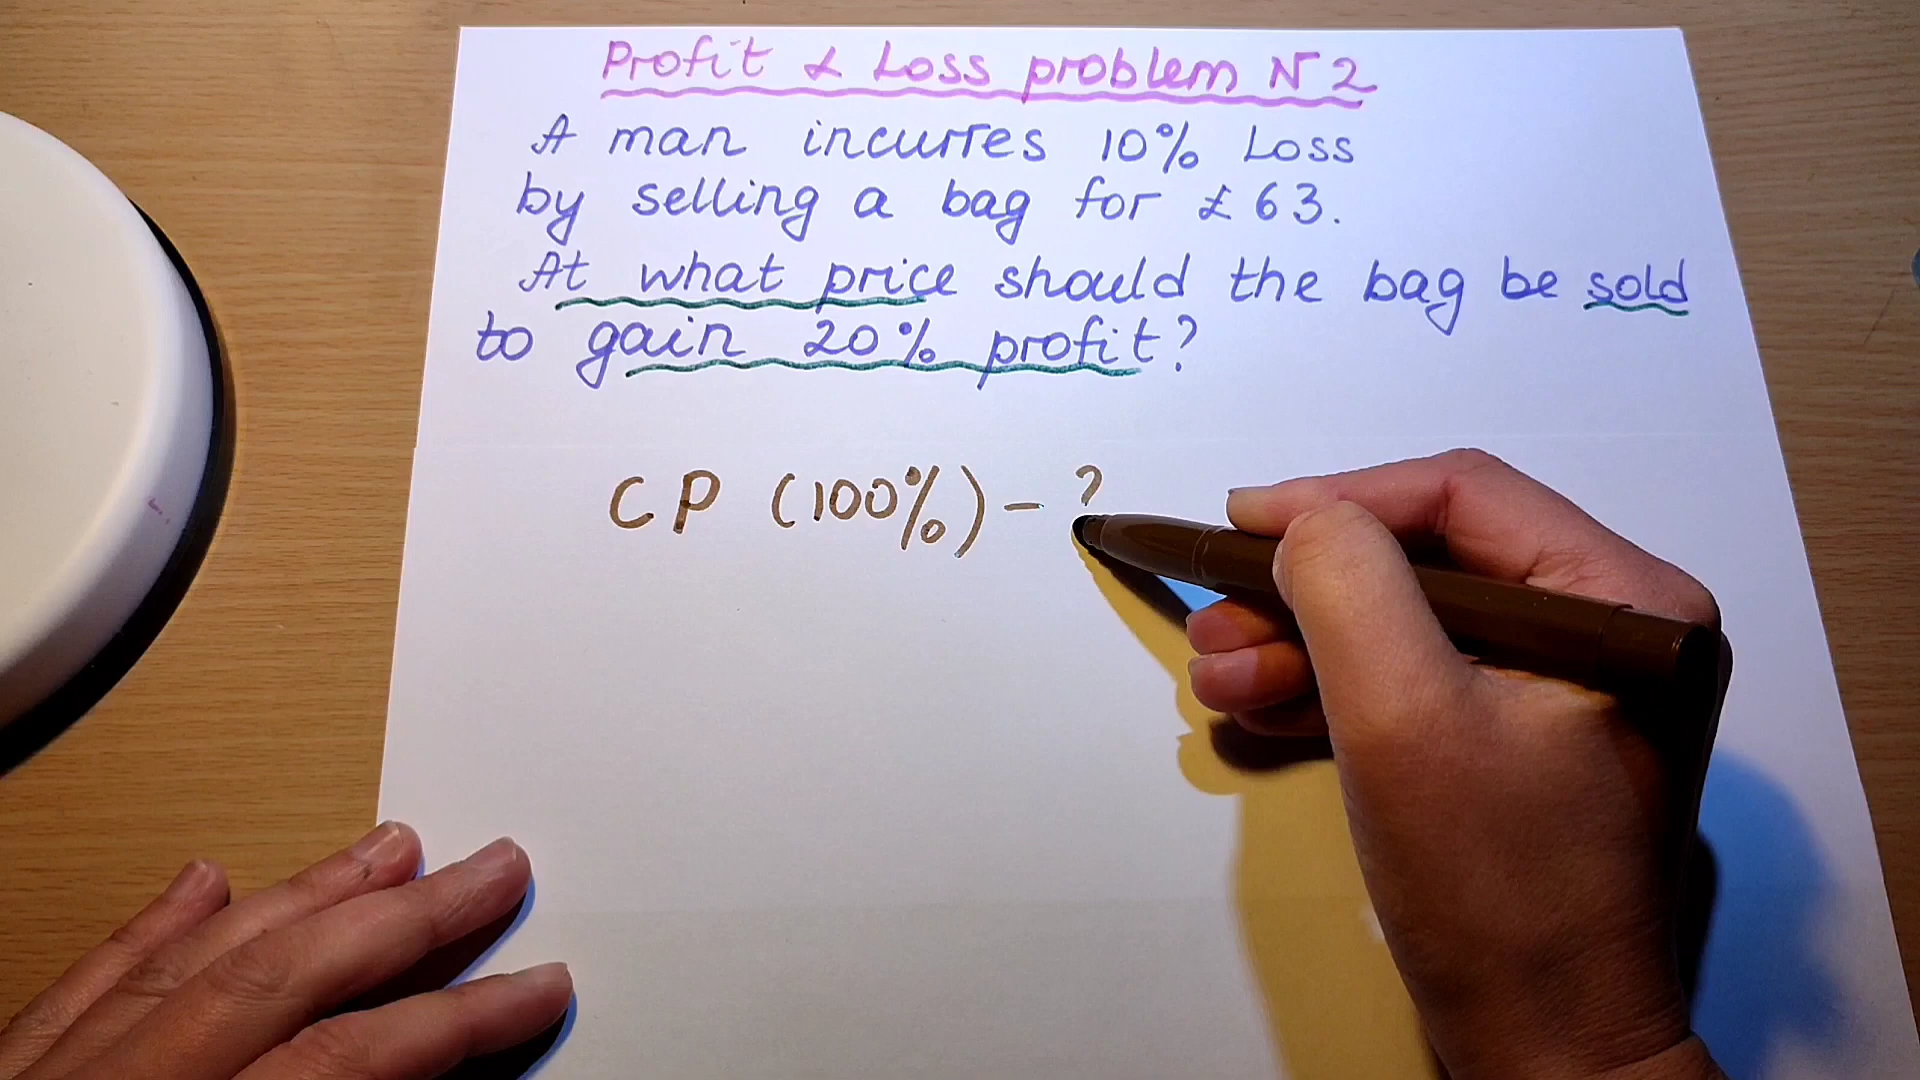 Profit & Loss problem N 2
A man incurres 10% Loss
by selling a bag for £63.
At what price should the bag be sold
to gain 20% profit?
CP (100%) - ?